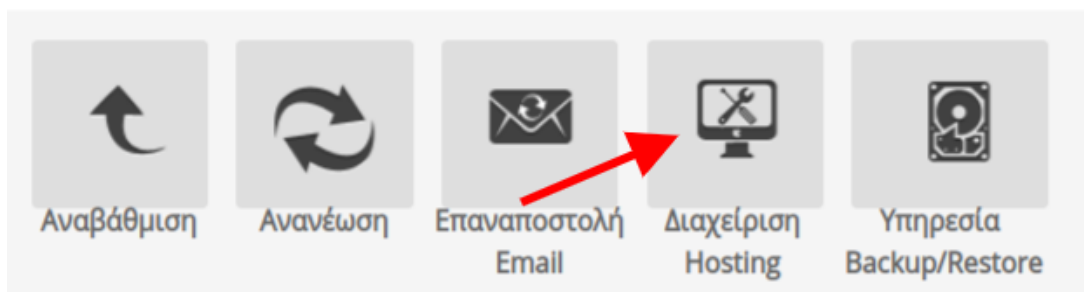 Αναβάθμιση
Ανανέωση
Επαναποστολή
Email
Διαχείριση
Hosting
Υπηρεσία
Backup/Restore